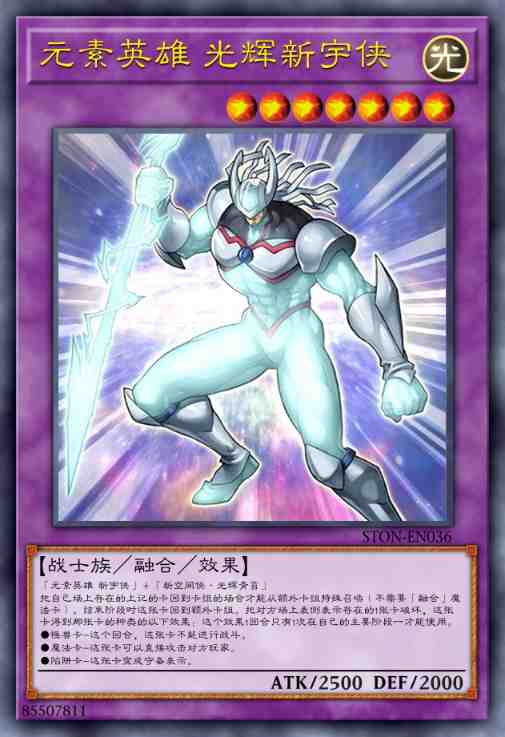 元素英雄 光辉新宇侠
光
STON-EN036
【战士族／融合／效果】
「元素英雄 新宇侠」+「新空间侠·光辉青苔」
把自己场上存在的上记的卡回到卡组的场合才能从额外卡组特殊召唤（不需要「融合」魔
法卡）。结束阶段时这张卡回到额外卡组。把对方场上表侧表示存在的1张卡破坏，这张
卡得到那张卡的种类的以下效果：这个效果1回合只有1次在自己的主要阶段一才能使用。
●怪兽卡-这个回合，这张卡不能进行战斗。
●魔法卡-这张卡可以直接攻击对方玩家。
●陷阱卡-这张卡变成守备表示。
ATK/2500 DEF/2000
85507811